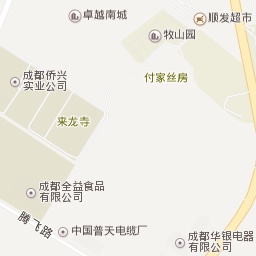 卓越南城
顺发超市
牧山园
成都侨兴
实业公司
付家丝房
来龙寺
成都全益食品
有限公司
腾飞路
中国普天电缆厂
成都华银电器
有限公司